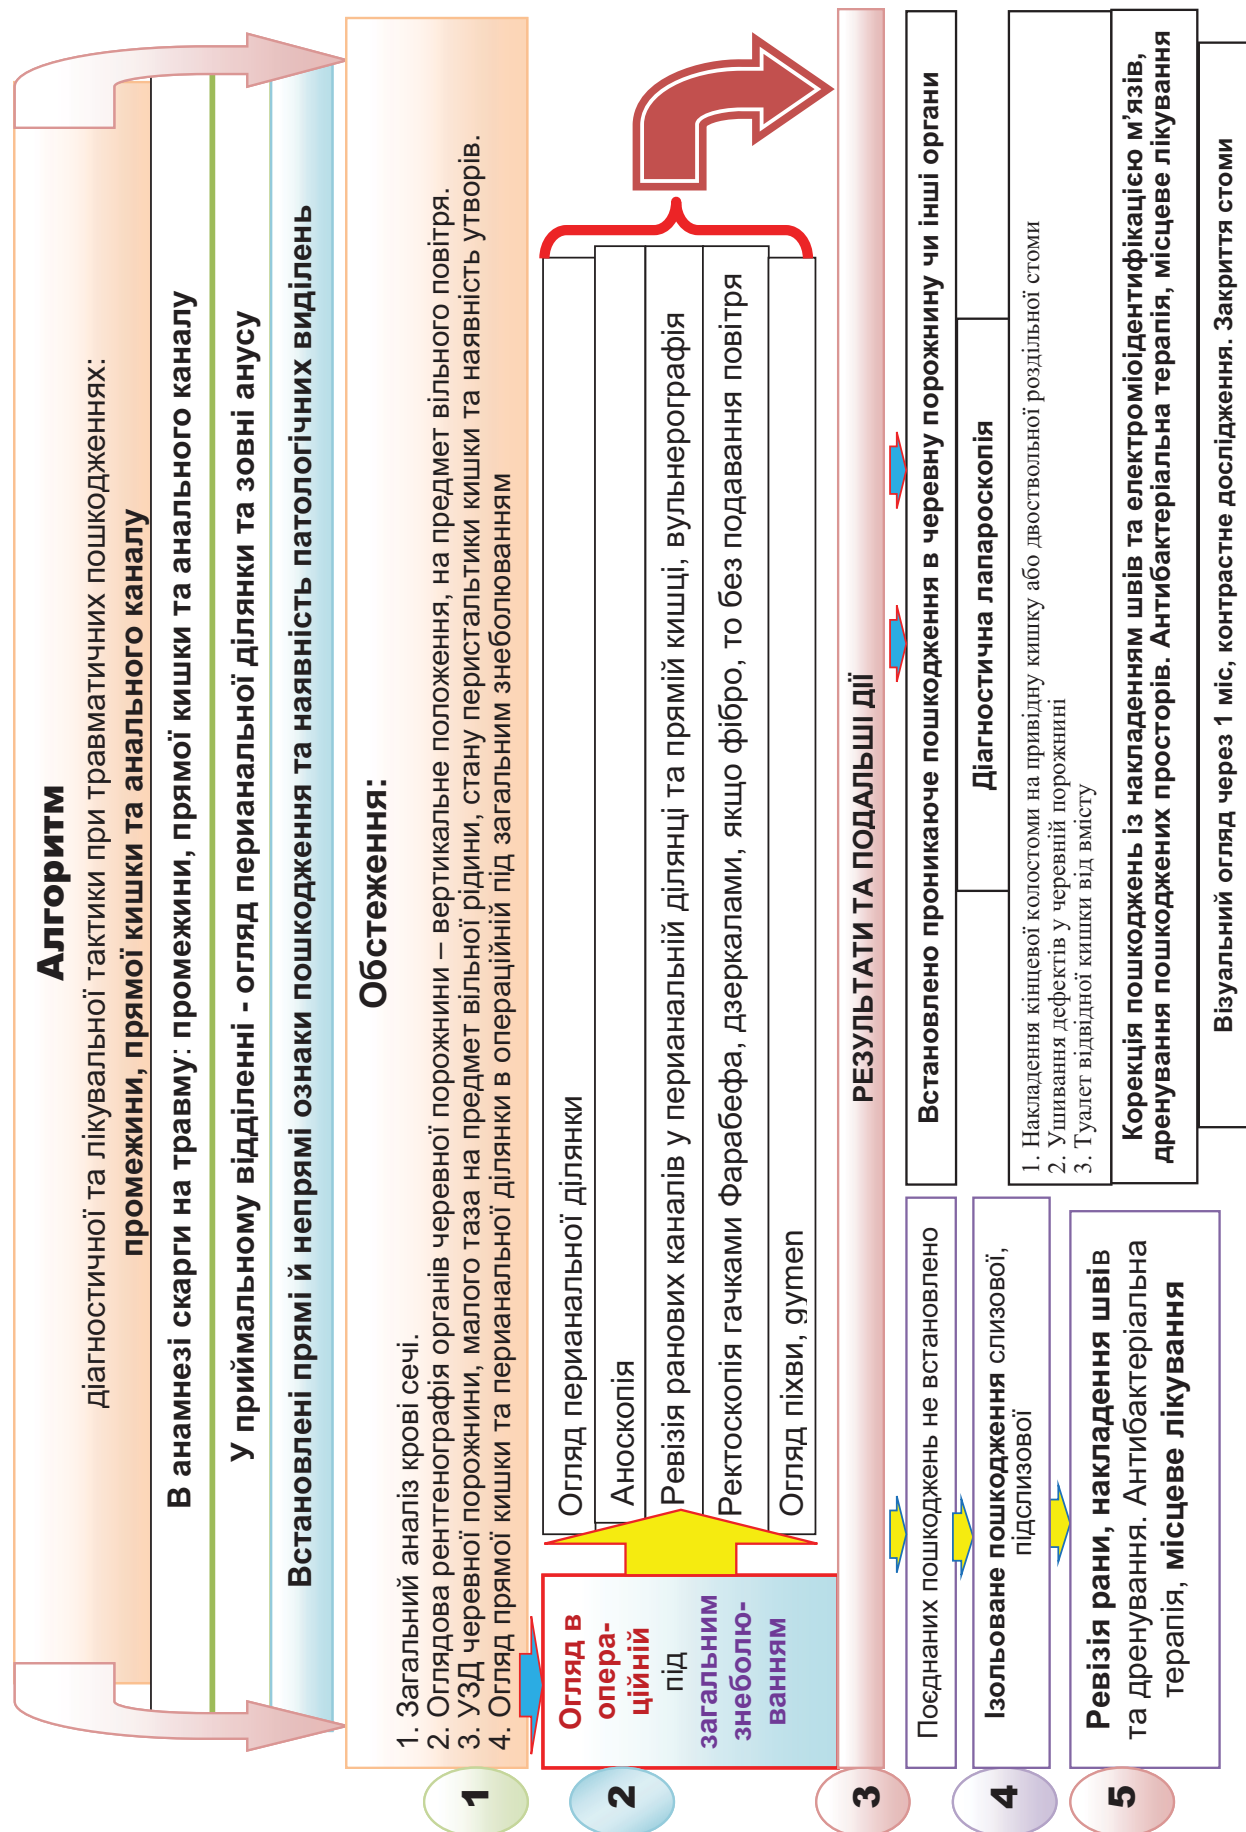 Алгоритм
діагностичної та лікувальної тактики при травматичних пошкодженнях:
промежини, прямої кишки та анального каналу
В анамнезі скарги на травму: промежини, прямої кишки та анального каналу
У приймальному відділенні - огляд перианальної ділянки та зовні анусу
Встановлені прямі й непрямі ознаки пошкодження та наявність патологічних виділень
Обстеження:
1. Загальний аналіз крові сечі.
2. Оглядова рентгенографія органів черевної порожнини – вертикальне положення, на предмет вільного повітря.
3. УЗД черевної порожнини, малого таза на предмет вільної рідини, стану перистальтики кишки та наявність утворів.
4. Огляд прямої кишки та перианальної ділянки в операційній під загальним знеболюванням
1
Огляд в
опера-
ційній
під
загальним
знеболю-
ванням
2
Огляд перианальної ділянки
Аноскопія
Ревізія ранових каналів у перианальній ділянці та прямій кишці, вульнерографія
Ректоскопія гачками Фарабефа, дзеркалами, якщо фібро, то без подавання повітря
Огляд піхви, gymen
3
РЕЗУЛЬТАТИ ТА ПОДАЛЬШІ ДІЇ
Поєднаних пошкоджень не встановлено
4
Ізольоване пошкодження слизової,
підслизової
5
Ревізія рани, накладення швів
та дренування. Антибактеріальна
терапія, місцеве лікування
Встановлено проникаюче пошкодження в черевну порожнину чи інші органи
Діагностична лапароскопія
1. Накладення кінцевої колостоми на привідну кишку або двоствольної роздільної стоми
2. Ушивання дефектів у черевній порожнині
3. Туалет відвідної кишки від вмісту
Корекція пошкоджень із накладенням швів та електроміоідентифікацією м’язів,
дренування пошкоджених просторів. Антибактеріальна терапія, місцеве лікування
Візуальний огляд через 1 міс, контрастне дослідження. Закриття стоми